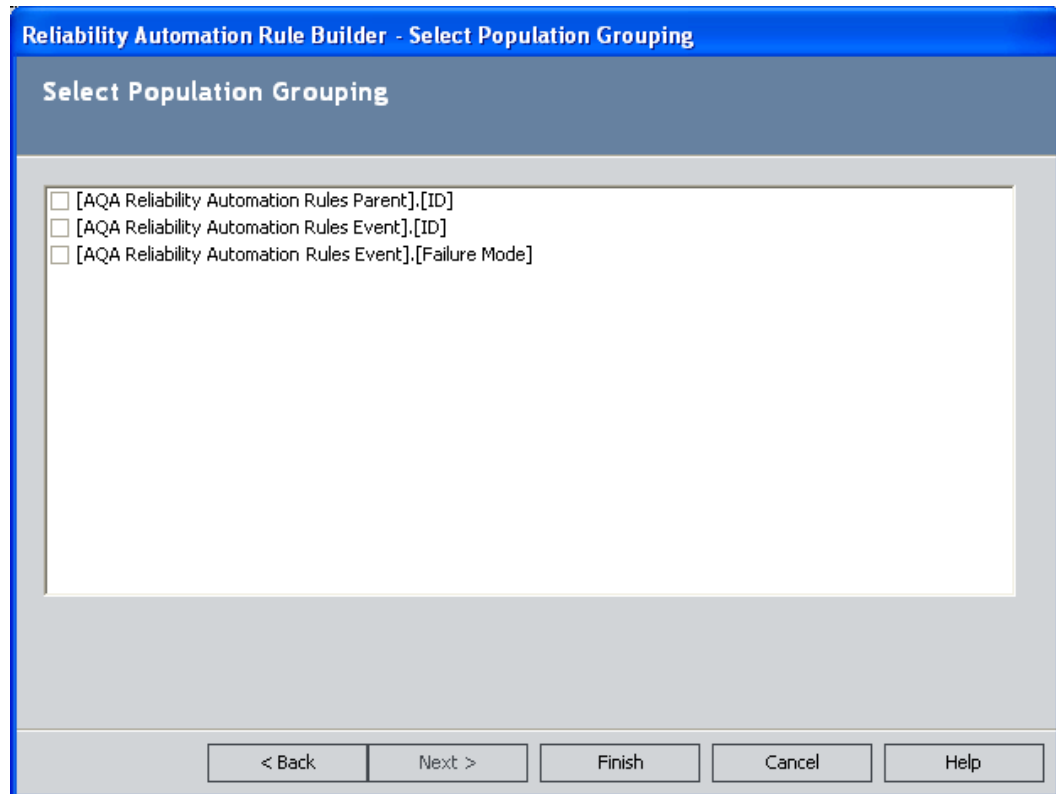 Reliability Automation Rule Builder - Select Population Grouping
Select Population Grouping
[AQA Reliability Automation Rules Parent].[ID]
[AQA Reliability Automation Rules Event].[ID]
[AQA Reliability Automation Rules Event].[Failure Mode]
< Back Next > Finish Cancel Help